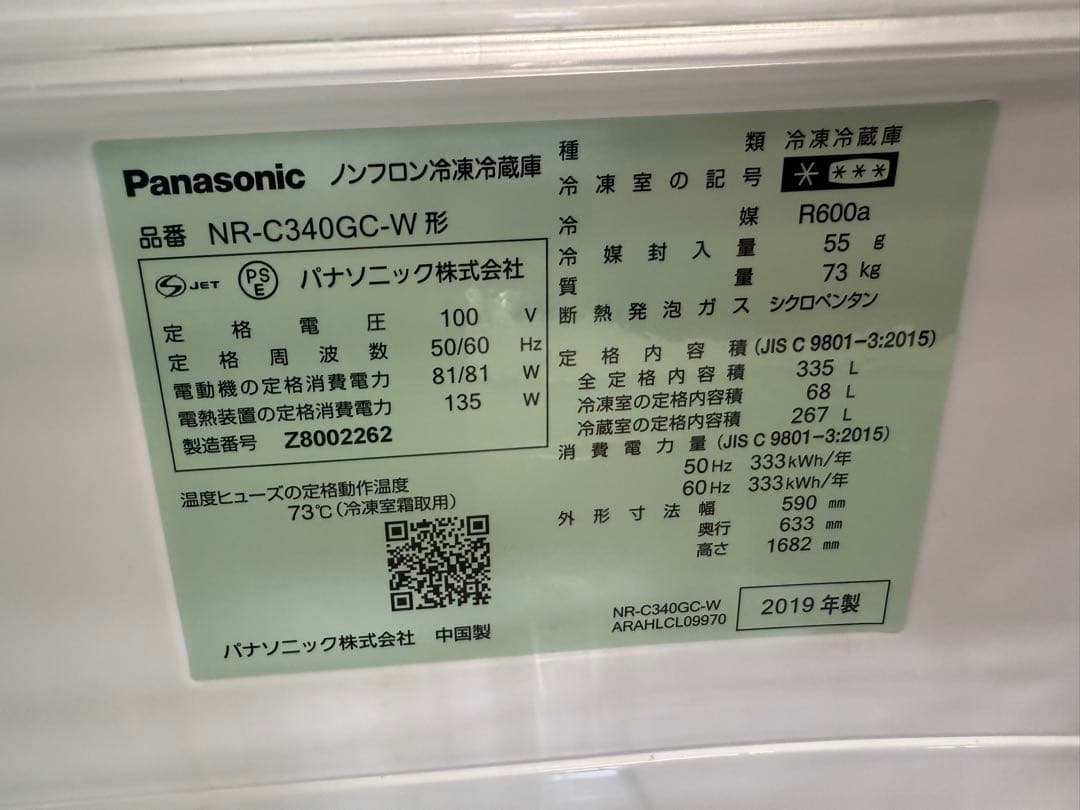 Panasonic ノンフロン冷凍冷蔵庫
品番 NR-C340GC-W 形
JET PSE パナソニック株式会社
定格電圧 100 V
定格周波数 50/60 Hz
電動機の定格消費電力 81/81 W
電熱装置の定格消費電力 135 W
製造番号 Z8002262
温度ヒューズの定格動作温度
73℃(冷凍室霜取用)
パナソニック株式会社 中国製
種類 冷凍冷蔵庫
冷凍室の記号 * ***
冷媒 R600a
冷媒封入量 55 g
質量 73 kg
断熱発泡ガス シクロペンタン
定格内容積 (JIS C 9801-3:2015)
全定格内容積 335 L
冷凍室の定格内容積 68 L
冷蔵室の定格内容積 267 L
消費電力量 (JIS C 9801-3:2015)
50Hz 333kWh/年
60Hz 333kWh/年
外形寸法 幅 590 mm
奥行 633 mm
高さ 1682 mm
NR-C340GC-W
ARAHLCL09970
2019 年製